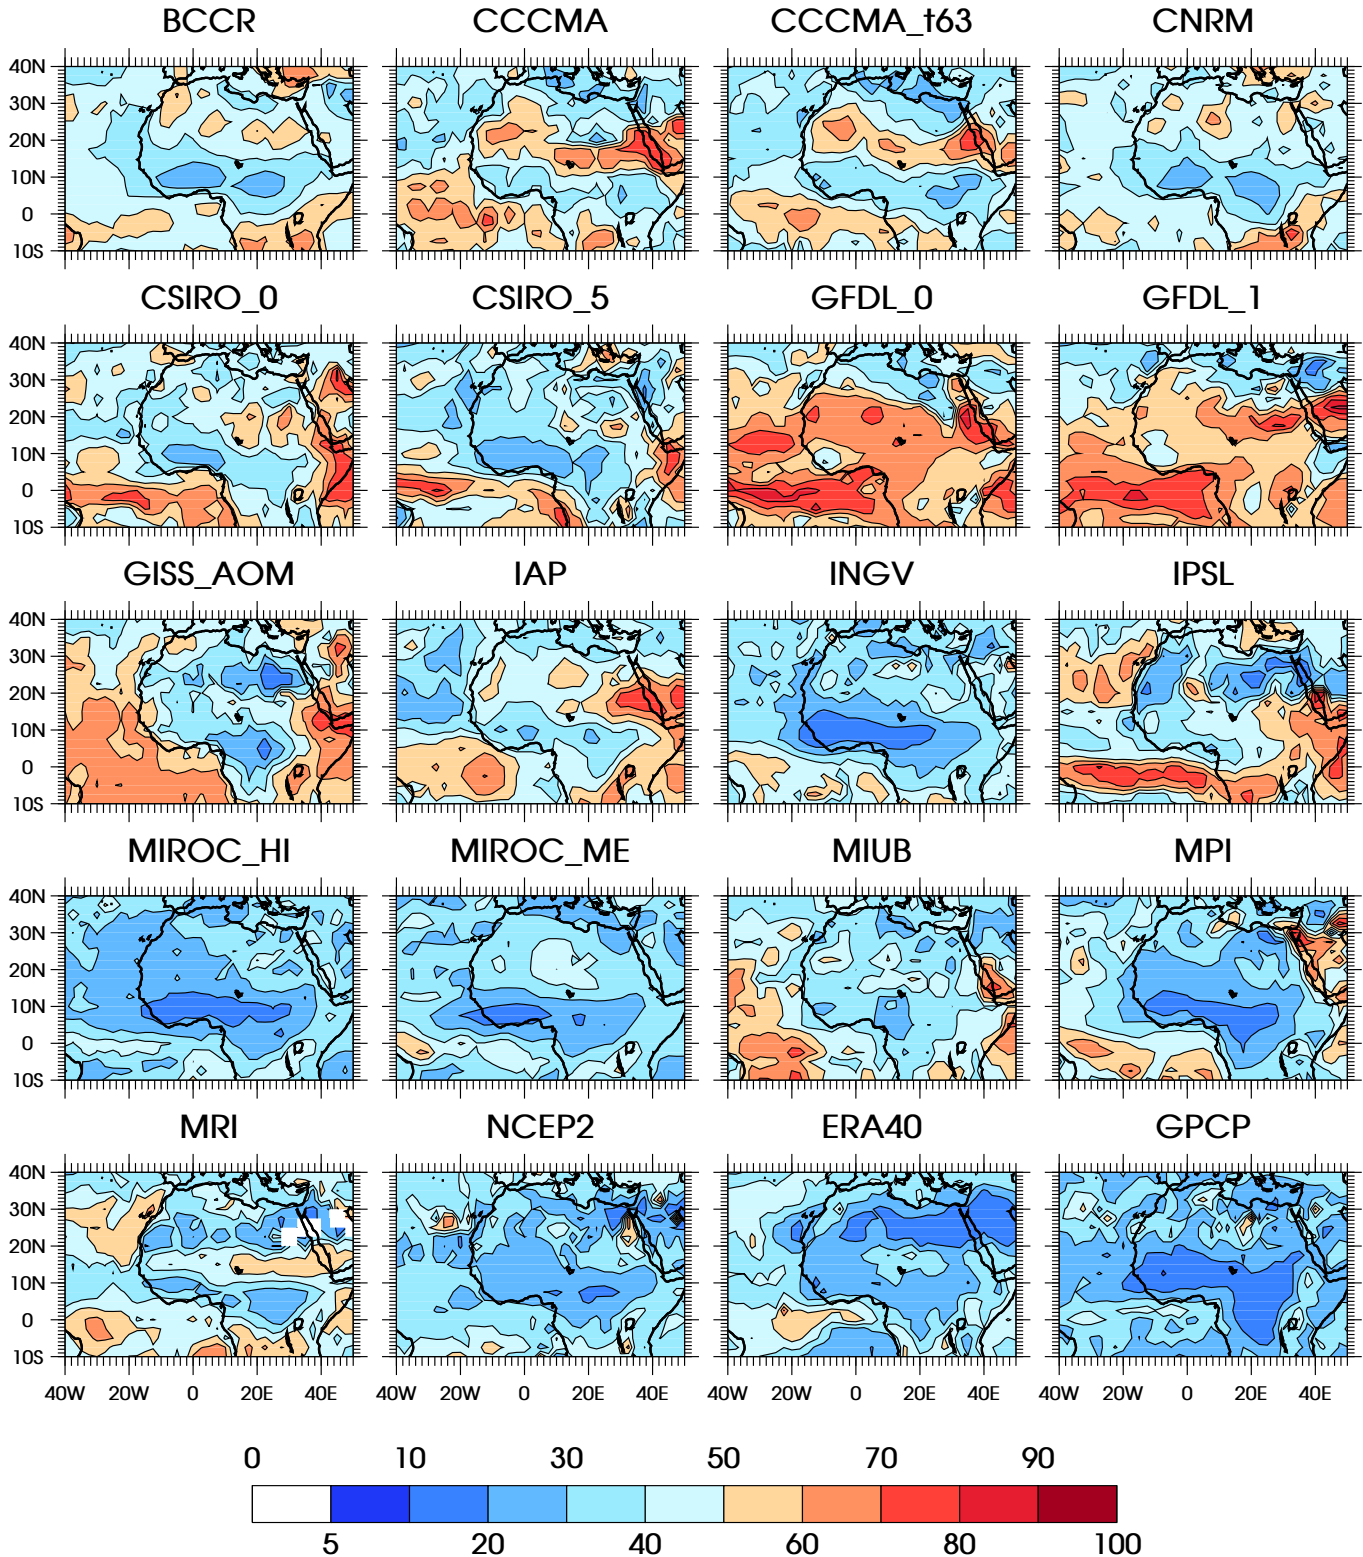 BCCR CCCMA CCCMA_t63 CNRM
40N
30N
20N
10N
0
10S
CSIRO_0 CSIRO_5 GFDL_0 GFDL_1
40N
30N
20N
10N
0
10S
GISS_AOM IAP INGV IPSL
40N
30N
20N
10N
0
10S
MIROC_HI MIROC_ME MIUB MPI
40N
30N
20N
10N
0
10S
MRI NCEP2 ERA40 GPCP
40N
30N
20N
10N
0
10S
40W 20W 0 20E 40E 40W 20W 0 20E 40E 40W 20W 0 20E 40E 40W 20W 0 20E 40E
0 10 30 50 70 90
5 20 40 60 80 100